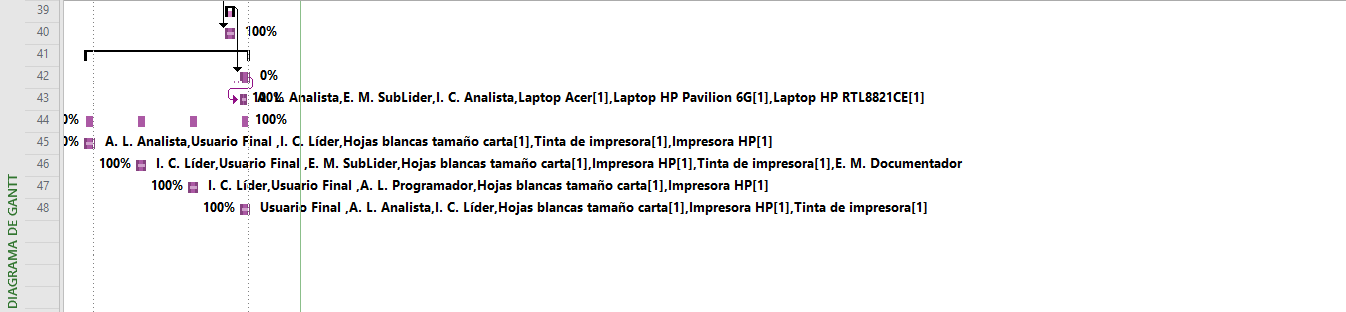 39
40 100%
41
42 0%
43 100% Analista,E. M. SubLider,I. C. Analista,Laptop Acer[1],Laptop HP Pavilion 6G[1],Laptop HP RTL8821CE[1]
44 0% 100%
45 0% A. L. Analista,Usuario Final ,I. C. Líder,Hojas blancas tamaño carta[1],Tinta de impresora[1],Impresora HP[1]
46 100% I. C. Líder,Usuario Final ,E. M. SubLider,Hojas blancas tamaño carta[1],Impresora HP[1],Tinta de impresora[1],E. M. Documentador
47 100% I. C. Líder,Usuario Final ,A. L. Programador,Hojas blancas tamaño carta[1],Impresora HP[1]
48 100% Usuario Final ,A. L. Analista,I. C. Líder,Hojas blancas tamaño carta[1],Impresora HP[1],Tinta de impresora[1]
DIAGRAMA DE GANTT